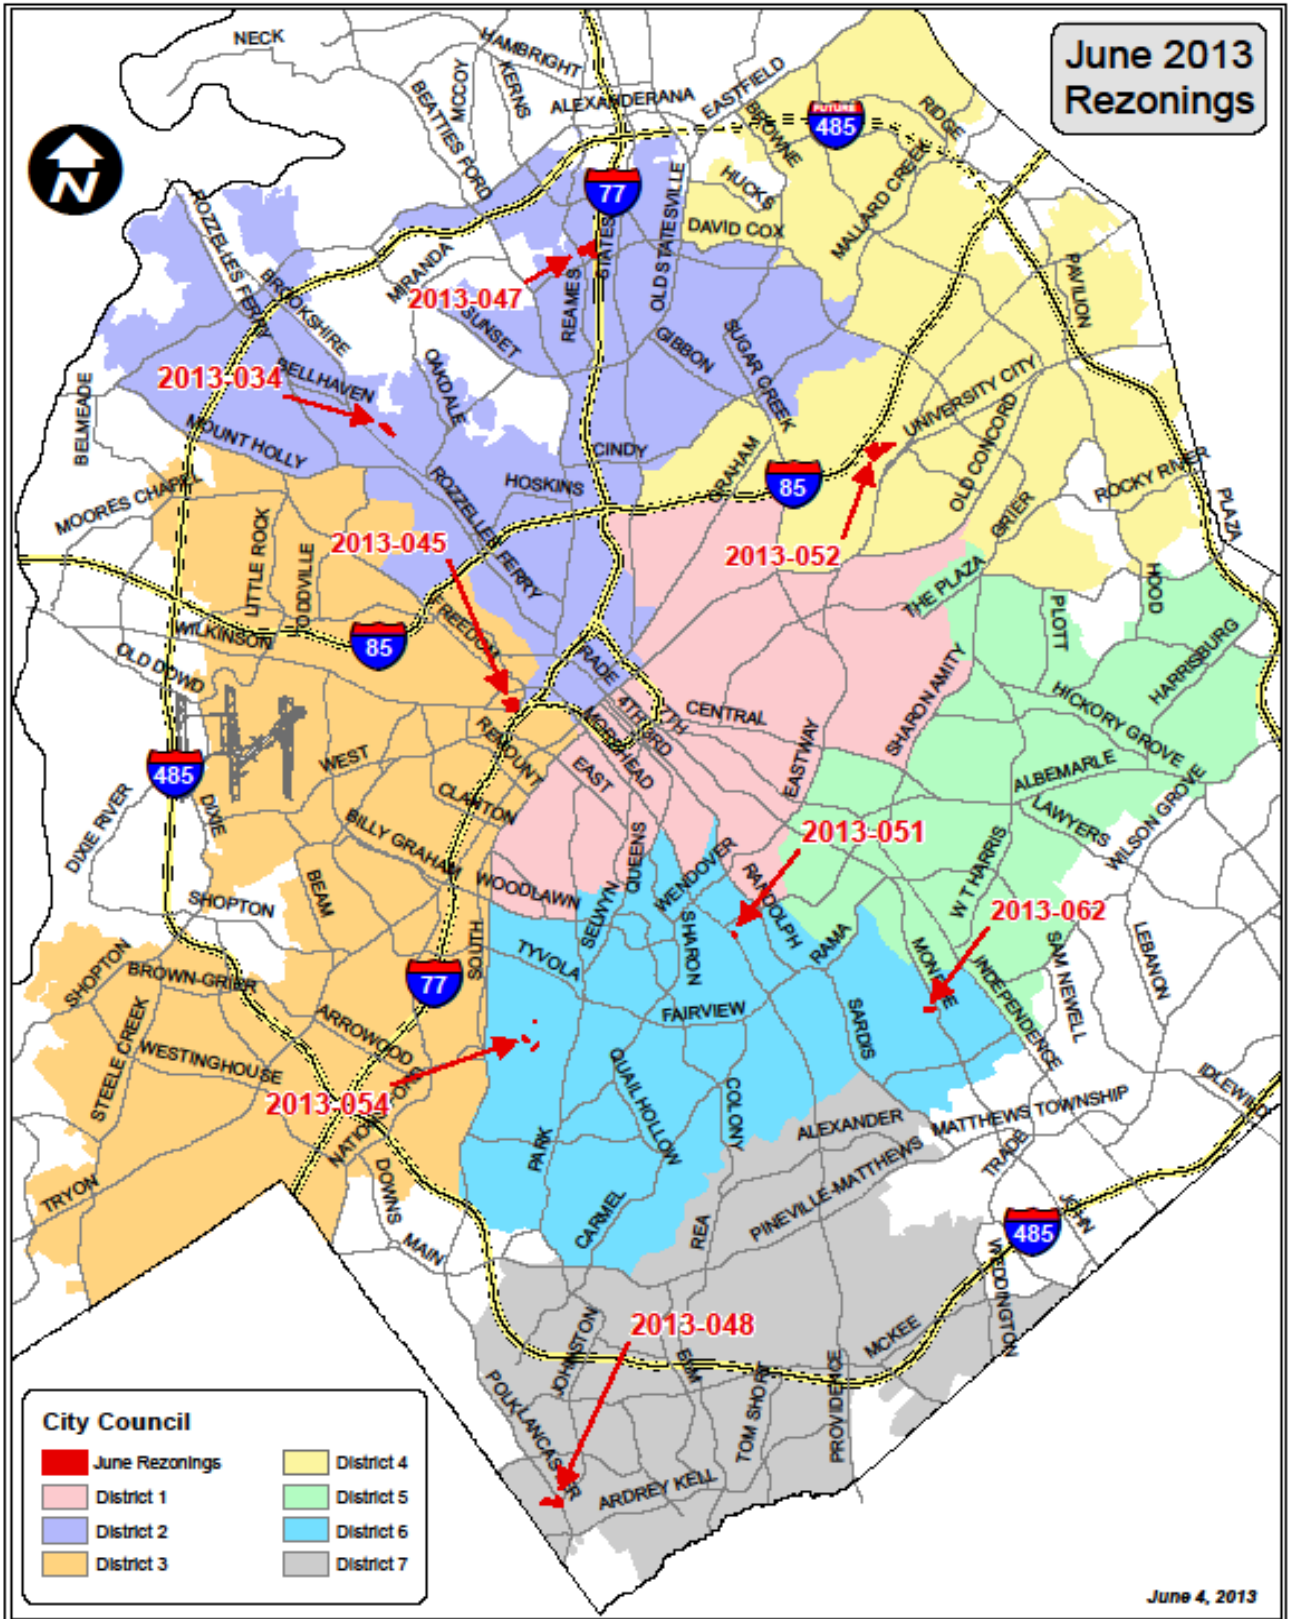 June 2013
Rezonings
NECK
HAMBRIGHT
MCCOY
KERNS
BEATTIES FORD
ALEXANDERANA
EASTFIELD
BROWNE
FUTURE
485
RIDGE
N
77
HUCKS
MALLARD CREEK
ROZZELLES FERRY
OLD STATESVILLE
DAVID COX
STATES
MIRANDA
BROOKSHIRE
2013-047
REAMES
PAVILION
SUNSET
GIBBON
SUGAR CREEK
2013-034
BELLHAVEN
OAKDALE
BELMEADE
MOUNT HOLLY
UNIVERSITY CITY
CINDY
GRAHAM
OLD CONCORD
HOSKINS
85
ROCKY RIVER
MOORES CHAPEL
ROZZELLES FERRY
GRIER
PLAZA
2013-045
2013-052
LITTLE ROCK
TODDVILLE
THE PLAZA
HOOD
PLOTT
FREEDOM
WILKINSON
85
HARRISBURG
OLD DOWD
TRADE
SHARON AMITY
4TH
7TH
3RD
CENTRAL
HICKORY GROVE
REMOUNT
MOREHEAD
485
WEST
EAST
EASTWAY
ALBEMARLE
DIXIE RIVER
DIXIE
CLANTON
LAWYERS
WILSON GROVE
BILLY GRAHAM
QUEENS
2013-051
WENDOVER
WOODLAWN
RANDOLPH
W T HARRIS
BEAM
SHOPTON
SELWYN
2013-062
SHARON
RAMA
MONROE
SAM NEWELL
LEBANON
SHOPTON
SOUTH
TYVOLA
INDEPENDENCE
BROWN-GRIER
77
FAIRVIEW
SARDIS
ARROWOOD
STEELE CREEK
WESTINGHOUSE
QUAIL HOLLOW
COLONY
IDLEWILD
2013-054
NATIONS FORD
ALEXANDER
MATTHEWS TOWNSHIP
PARK
TRADE
TRYON
DOWNS
PINEVILLE-MATTHEWS
CARMEL
REA
JOHN
485
MAIN
WEDDINGTON
2013-048
JOHNSTON
ELM
MCKEE
POLK
LANCASTER
TOM SHORT
PROVIDENCE
ARDREY KELL
City Council
June Rezonings
District 1
District 2
District 3
District 4
District 5
District 6
District 7
June 4, 2013